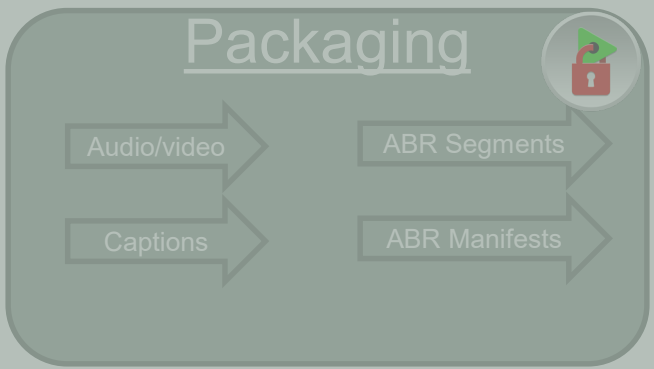 Packaging
Audio/video
ABR Segments
Captions
ABR Manifests